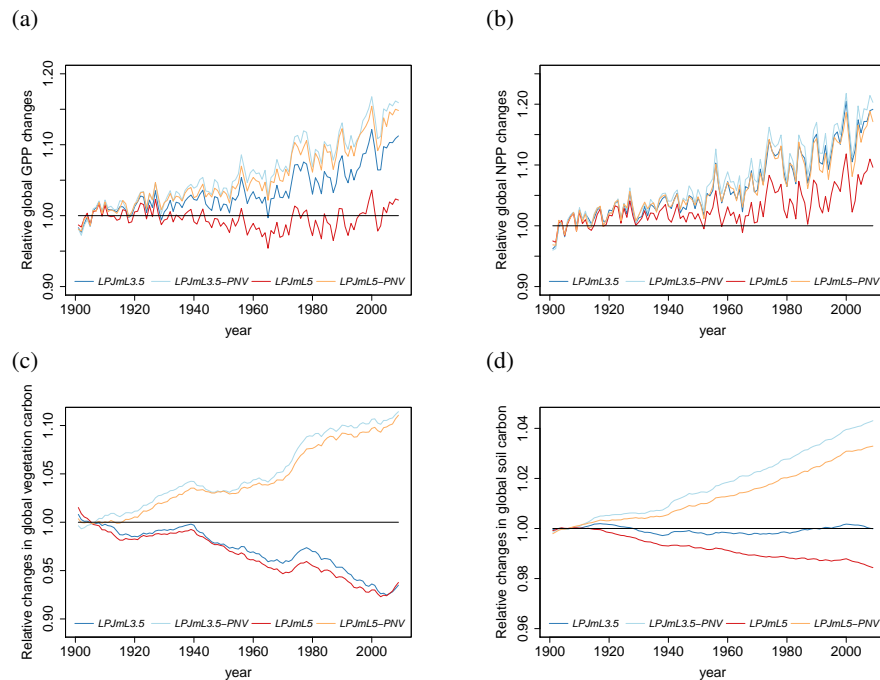 (a)
(b)
Relative global GPP changes
0.90 1.00 1.10 1.20
LPJmL3.5 LPJmL3.5−PNV LPJmL5 LPJmL5−PNV
1900 1920 1940 1960 1980 2000
year
Relative global NPP changes
0.90 1.00 1.10 1.20
LPJmL3.5 LPJmL3.5−PNV LPJmL5 LPJmL5−PNV
1900 1920 1940 1960 1980 2000
year
(c)
(d)
Relative changes in global vegetation carbon
0.90 0.95 1.00 1.05 1.10
LPJmL3.5 LPJmL3.5−PNV LPJmL5 LPJmL5−PNV
1900 1920 1940 1960 1980 2000
year
Relative changes in global soil carbon
0.96 0.98 1.00 1.02 1.04
LPJmL3.5 LPJmL3.5−PNV LPJmL5 LPJmL5−PNV
1900 1920 1940 1960 1980 2000
year